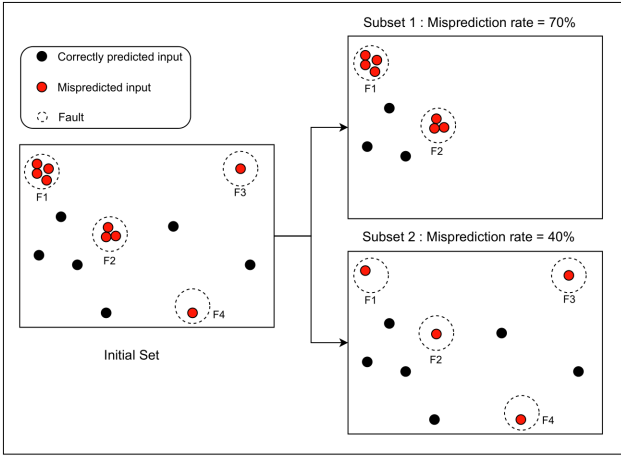 Subset 1 : Misprediction rate = 70%
Correctly predicted input
Mispredicted input
Fault
F1
F2
F1
F3
F2
F4
Initial Set
Subset 2 : Misprediction rate = 40%
F1
F3
F2
F4